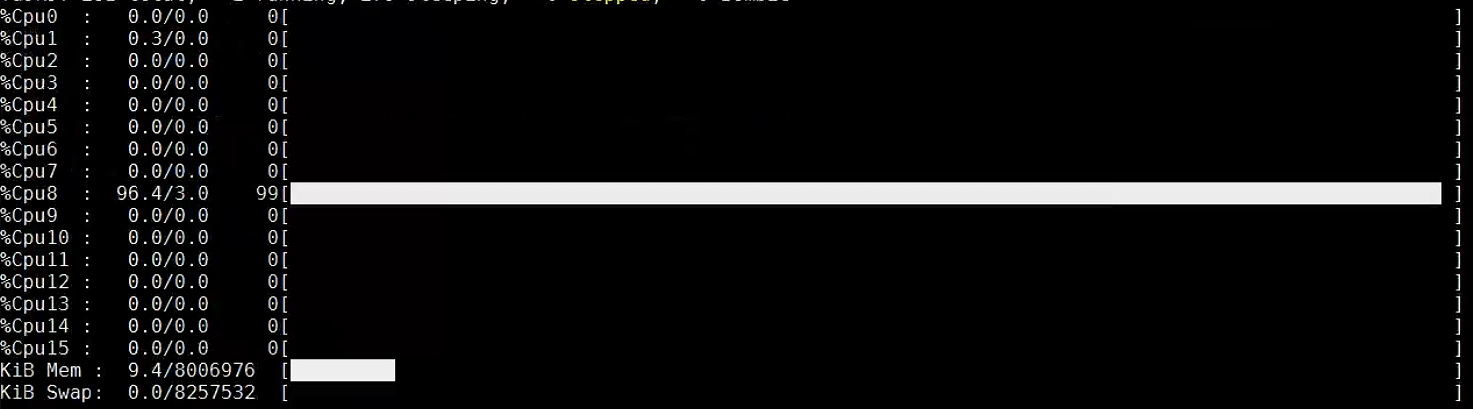 %Cpu0  :   0.0/0.0     0[ ]
%Cpu1  :   0.3/0.0     0[ ]
%Cpu2  :   0.0/0.0     0[ ]
%Cpu3  :   0.0/0.0     0[ ]
%Cpu4  :   0.0/0.0     0[ ]
%Cpu5  :   0.0/0.0     0[ ]
%Cpu6  :   0.0/0.0     0[ ]
%Cpu7  :   0.0/0.0     0[ ]
%Cpu8  :  96.4/3.0    99[ ]
%Cpu9  :   0.0/0.0     0[ ]
%Cpu10 :   0.0/0.0     0[ ]
%Cpu11 :   0.0/0.0     0[ ]
%Cpu12 :   0.0/0.0     0[ ]
%Cpu13 :   0.0/0.0     0[ ]
%Cpu14 :   0.0/0.0     0[ ]
%Cpu15 :   0.0/0.0     0[ ]
KiB Mem :  9.4/8006976  [ ]
KiB Swap:  0.0/8257532  [ ]